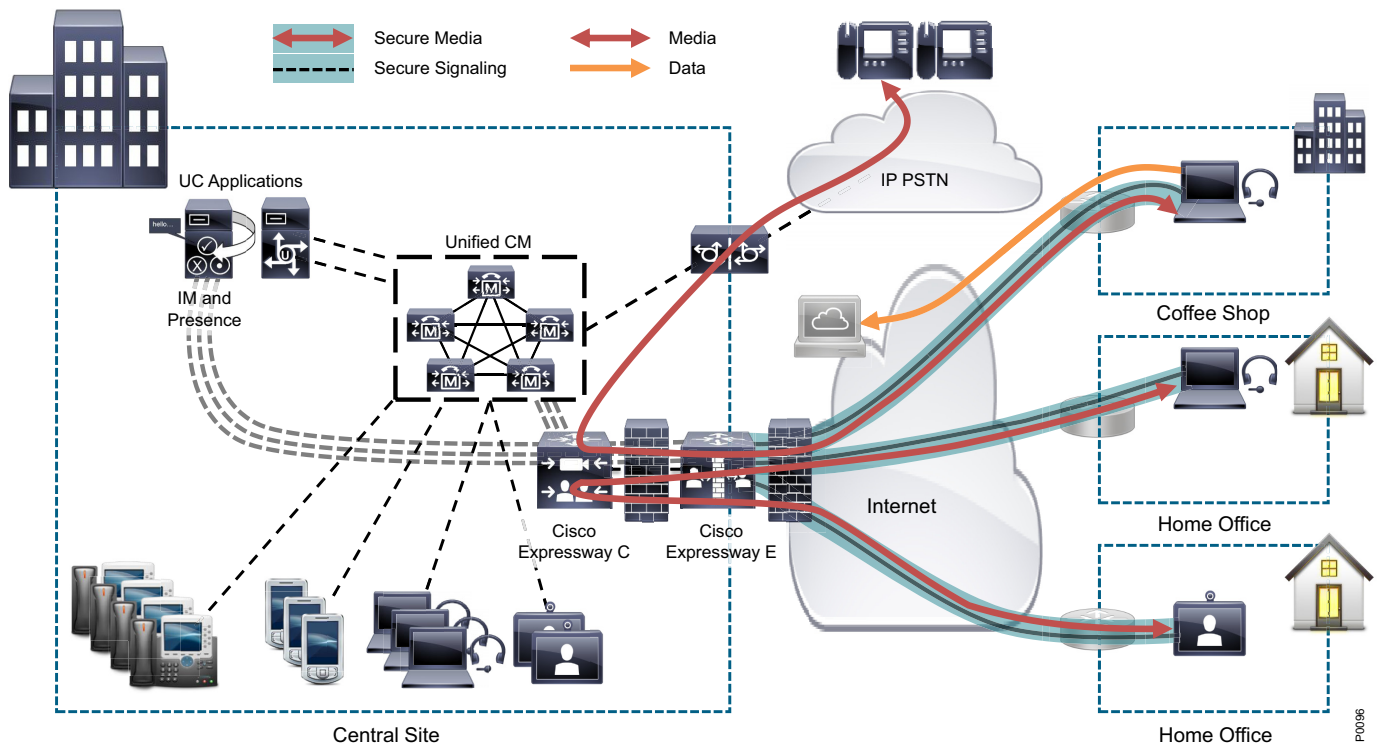 Secure Media
Media
Secure Signaling
Data
UC Applications
hello...
U
Unified CM
M
M
M
M
M
IM and
Presence
IP PSTN
Coffee Shop
Internet
Cisco
Expressway C
Cisco
Expressway E
Home Office
Central Site
Home Office
P0096